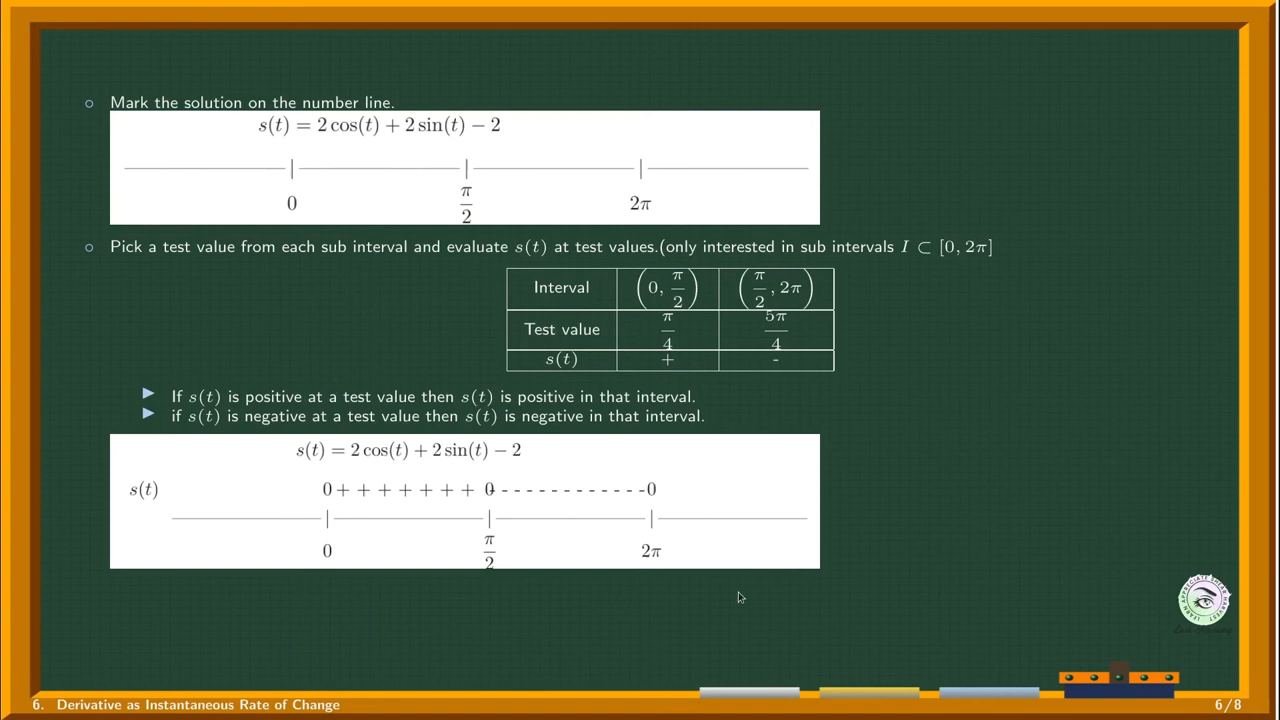 Mark the solution on the number line.
s(t) = 2 cos(t) + 2 sin(t) − 2
0 π/2 2π
Pick a test value from each sub interval and evaluate s(t) at test values.(only interested in sub intervals I ⊂ [0, 2π]
Interval (0, π/2) (π/2, 2π)
Test value π/4 5π/4
s(t) + -
If s(t) is positive at a test value then s(t) is positive in that interval.
if s(t) is negative at a test value then s(t) is negative in that interval.
s(t) = 2 cos(t) + 2 sin(t) − 2
s(t) 0 + + + + + + + 0 - - - - - - - - - - - - -0
0 π/2 2π
LEARN APPRECIATE SHARE HARVEST
6. Derivative as Instantaneous Rate of Change 6/8